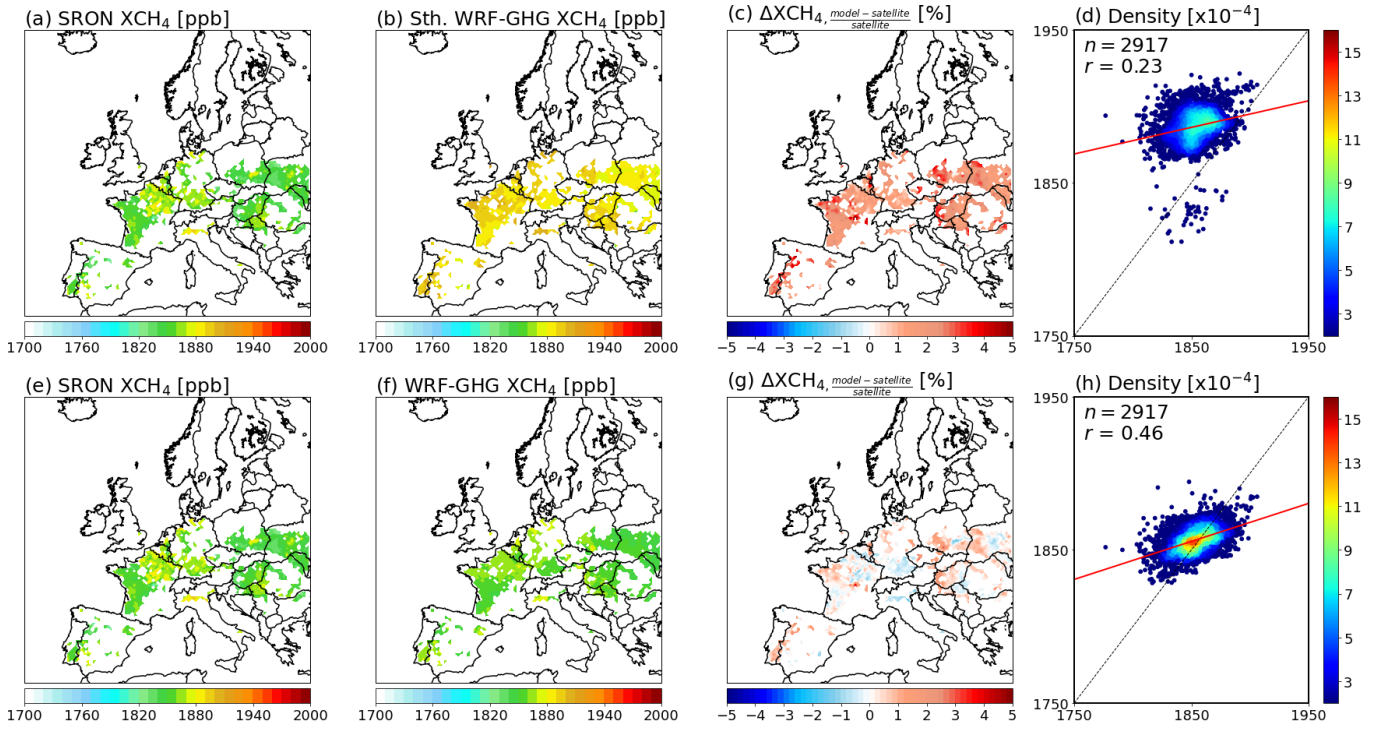 (a) SRON XCH₄ [ppb]
(b) Sth. WRF-GHG XCH₄ [ppb]
(c) ΔXCH₄, model−satellite/satellite [%]
(d) Density [x10⁻⁴]
1950
n = 2917
r = 0.23
1850
1750
1750 1850 1950
15
13
11
9
7
5
3
1700 1760 1820 1880 1940 2000
1700 1760 1820 1880 1940 2000
−5 −4 −3 −2 −1 0 1 2 3 4 5
(e) SRON XCH₄ [ppb]
(f) WRF-GHG XCH₄ [ppb]
(g) ΔXCH₄, model−satellite/satellite [%]
(h) Density [x10⁻⁴]
1950
n = 2917
r = 0.46
1850
1750
1750 1850 1950
15
13
11
9
7
5
3
1700 1760 1820 1880 1940 2000
1700 1760 1820 1880 1940 2000
−5 −4 −3 −2 −1 0 1 2 3 4 5